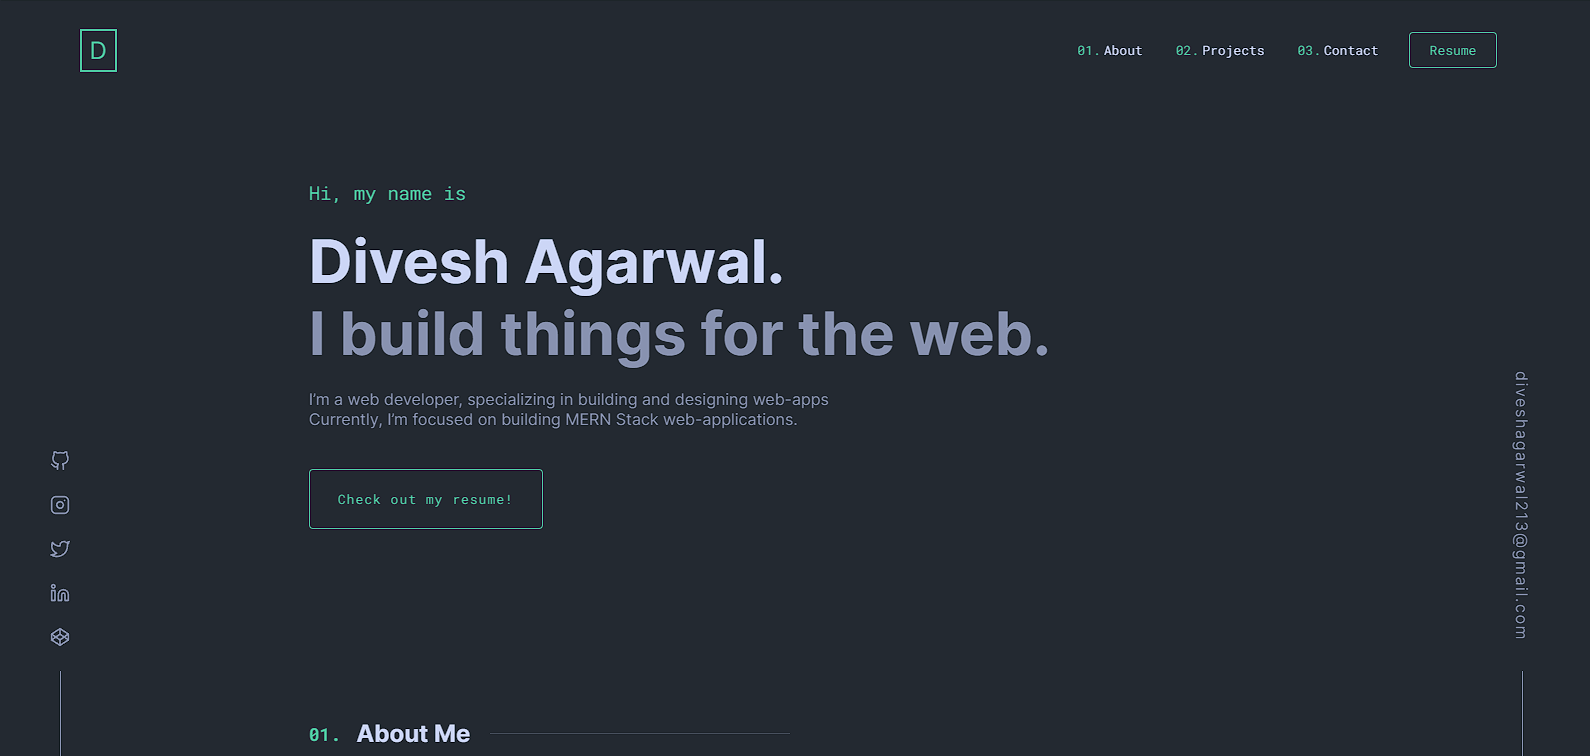 D
01. About
02. Projects
03. Contact
Resume
Hi, my name is
Divesh Agarwal.
I build things for the web.
I’m a web developer, specializing in building and designing web-apps
Currently, I’m focused on building MERN Stack web-applications.
Check out my resume!
diveshagarwal213@gmail.com
01. About Me